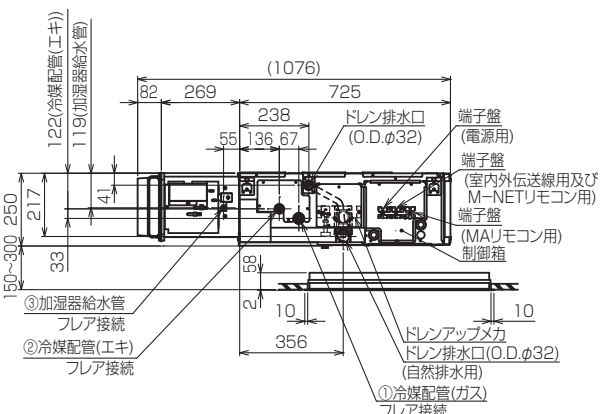 (1076)
82
269
725
238
55
136
67
122(冷媒配管(エキ))
119(加湿器給水管)
ドレン排水口
(O.D.φ32)
端子盤
(電源用)
端子盤
(室内外伝送線用及び
M-NETリモコン用)
端子盤
(MAリモコン用)
制御箱
250
217
41
33
150~300
58
2
10
10
356
③加湿器給水管
フレア接続
②冷媒配管(エキ)
フレア接続
ドレンアップメカ
ドレン排水口(O.D.φ32)
(自然排水用)
①冷媒配管(ガス)
フレア接続